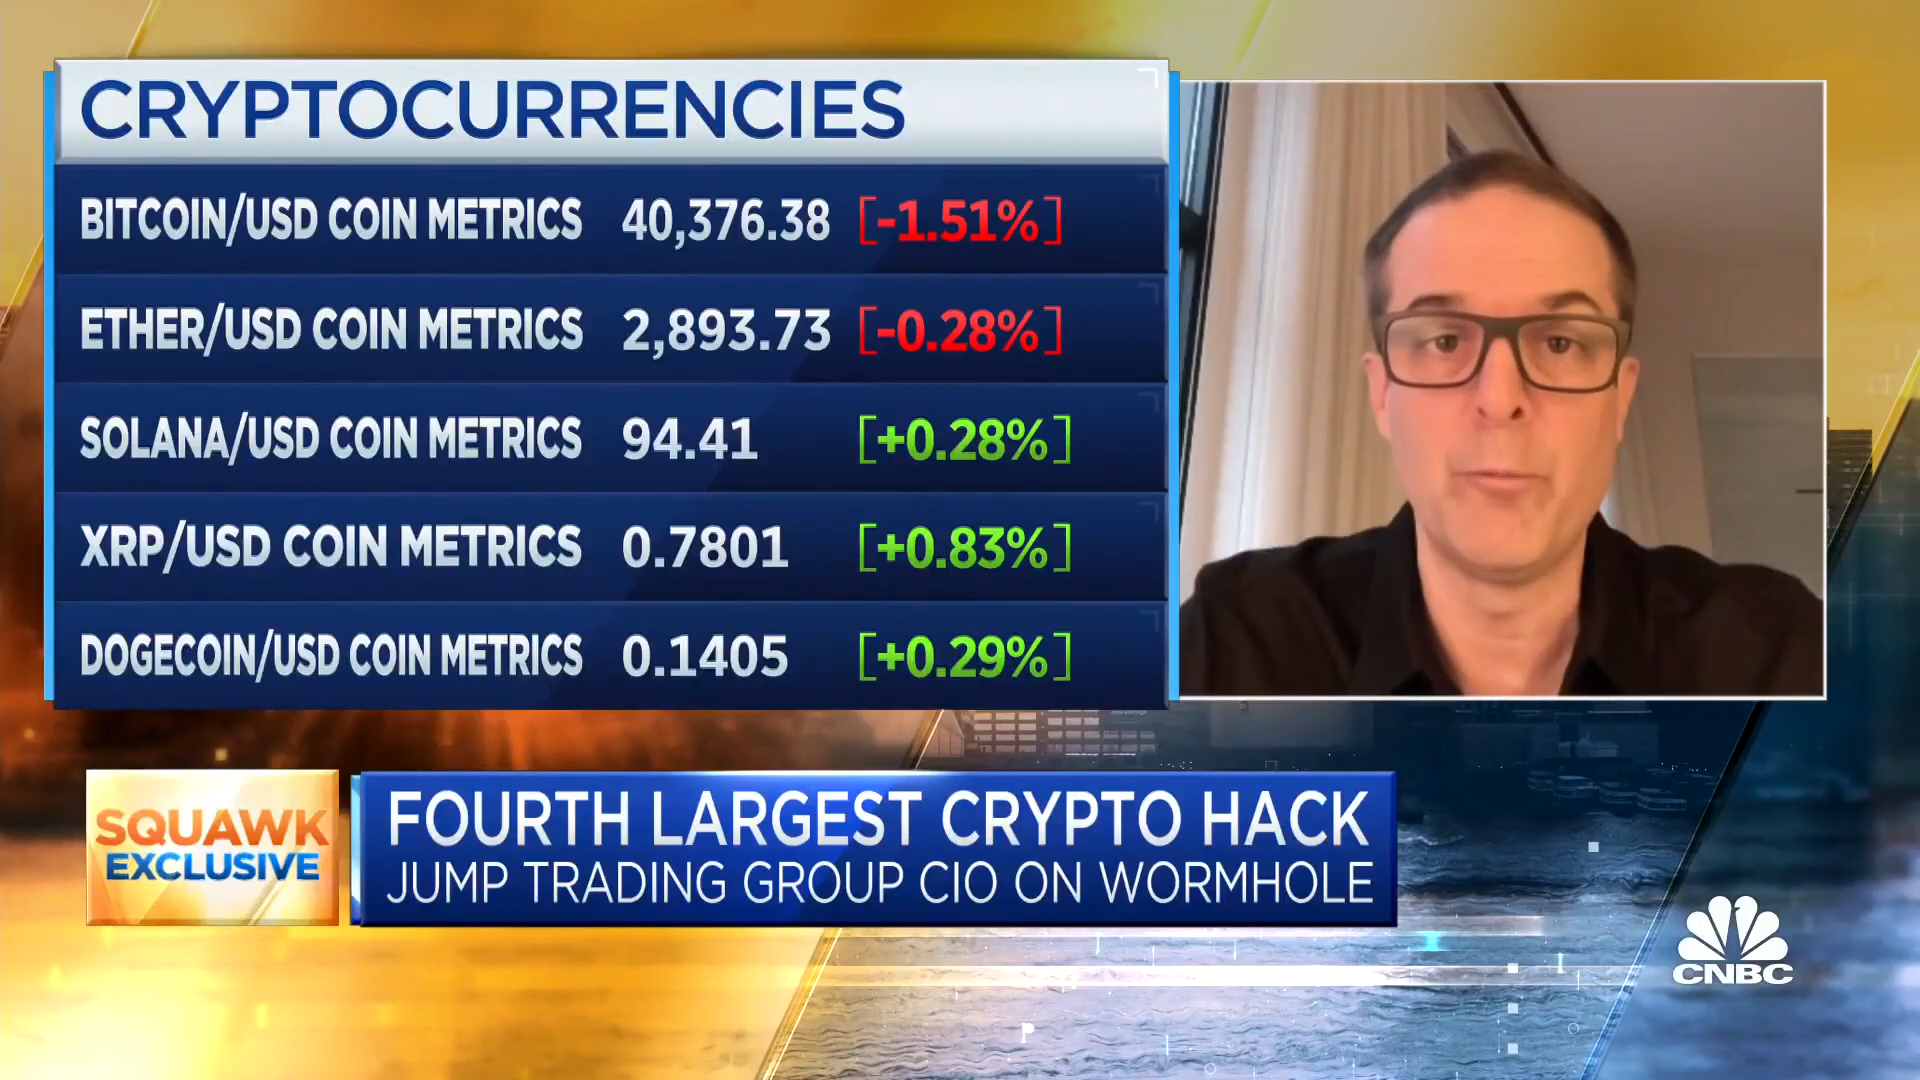 CRYPTOCURRENCIES
BITCOIN/USD COIN METRICS 40,376.38 [-1.51%]
ETHER/USD COIN METRICS 2,893.73 [-0.28%]
SOLANA/USD COIN METRICS 94.41 [+0.28%]
XRP/USD COIN METRICS 0.7801 [+0.83%]
DOGECOIN/USD COIN METRICS 0.1405 [+0.29%]
SQUAWK
EXCLUSIVE
FOURTH LARGEST CRYPTO HACK
JUMP TRADING GROUP CIO ON WORMHOLE
CNBC